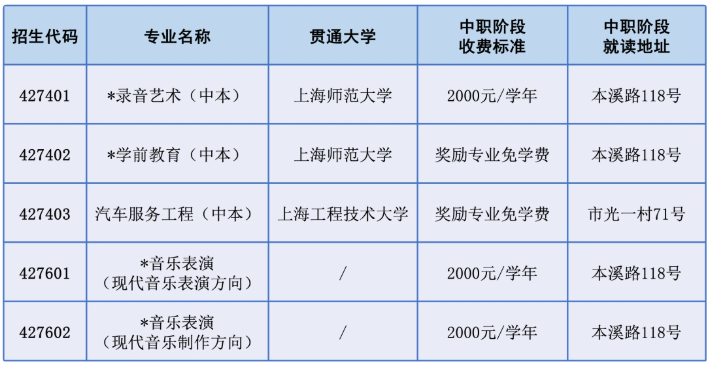 招生代码 专业名称 贯通大学 中职阶段 中职阶段
收费标准 就读地址
427401 *录音艺术（中本） 上海师范大学 2000元/学年 本溪路118号
427402 *学前教育（中本） 上海师范大学 奖励专业免学费 本溪路118号
427403 汽车服务工程（中本） 上海工程技术大学 奖励专业免学费 市光一村71号
427601 *音乐表演 / 2000元/学年 本溪路118号
（现代音乐表演方向）
427602 *音乐表演 / 2000元/学年 本溪路118号
（现代音乐制作方向）